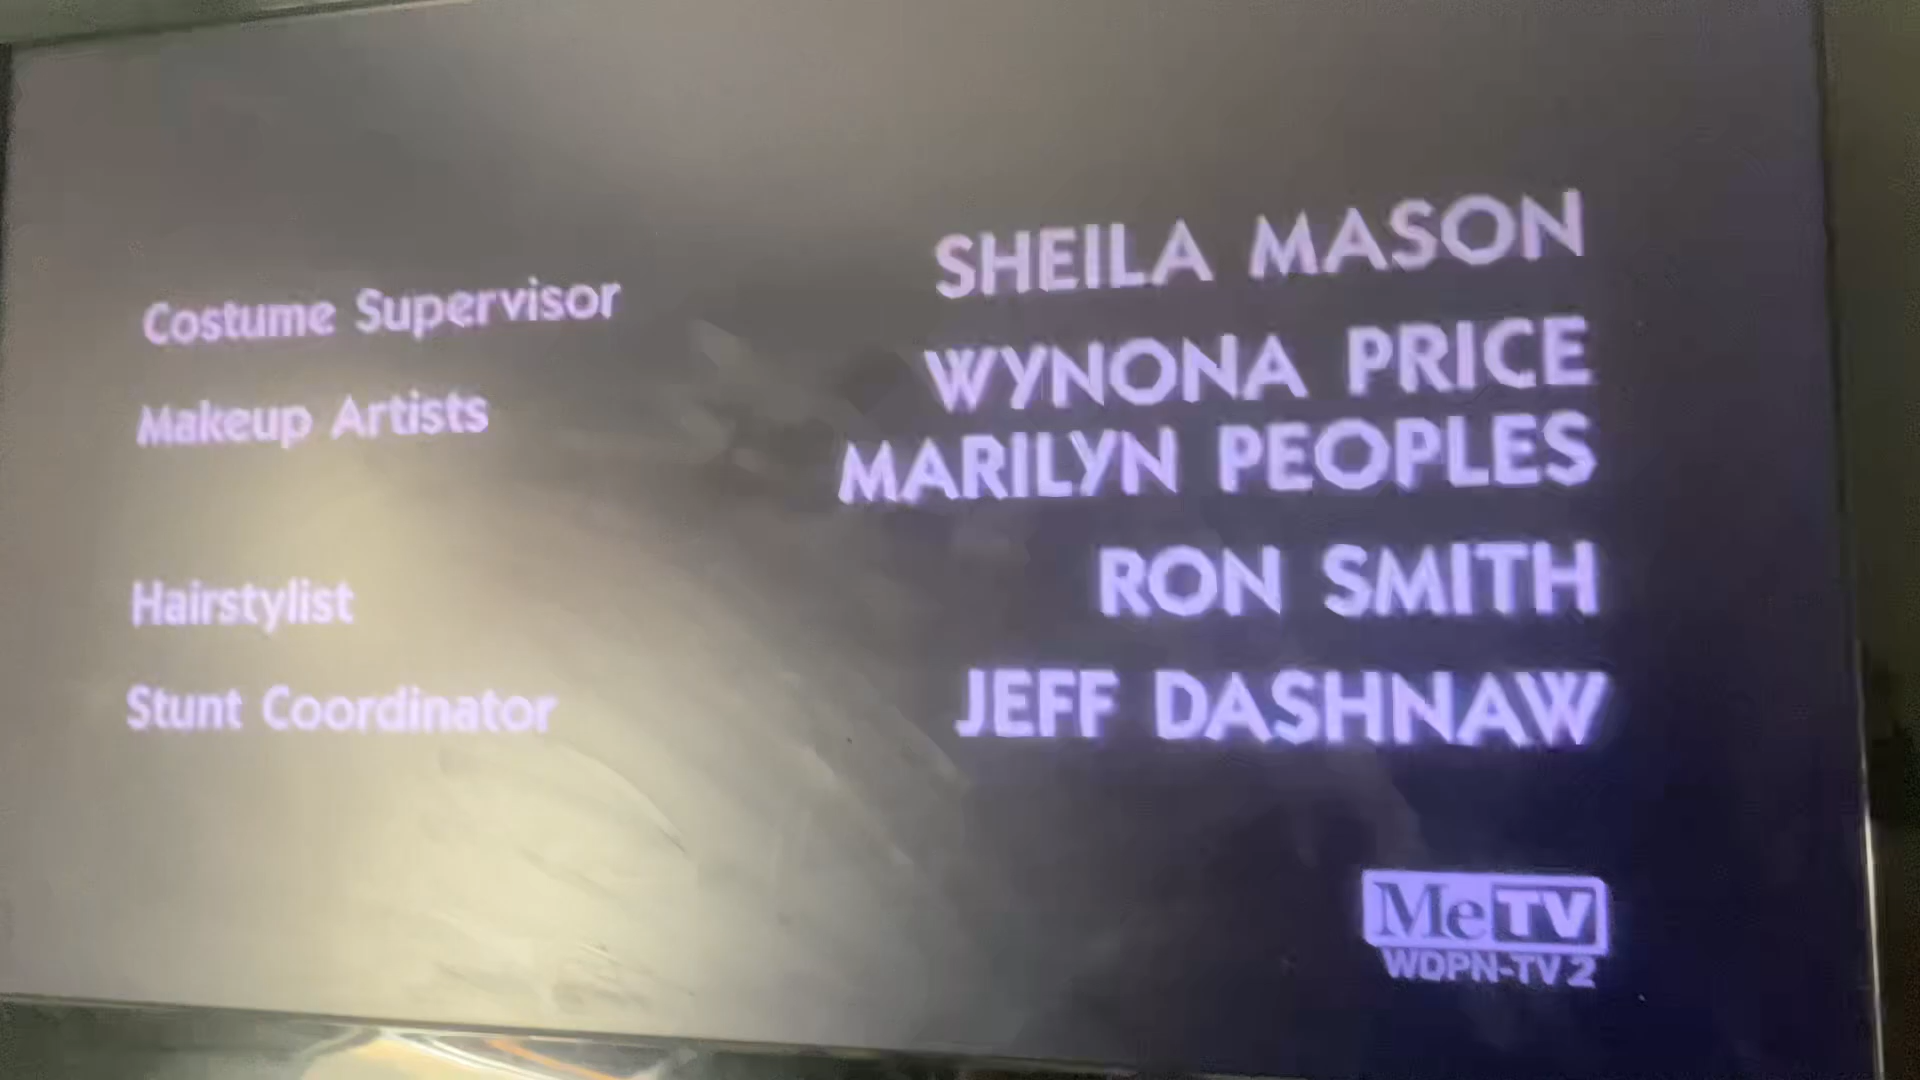 Costume Supervisor SHEILA MASON
Makeup Artists WYNONA PRICE
MARILYN PEOPLES
Hairstylist RON SMITH
Stunt Coordinator JEFF DASHNAW
MeTV
WDPN-TV 2